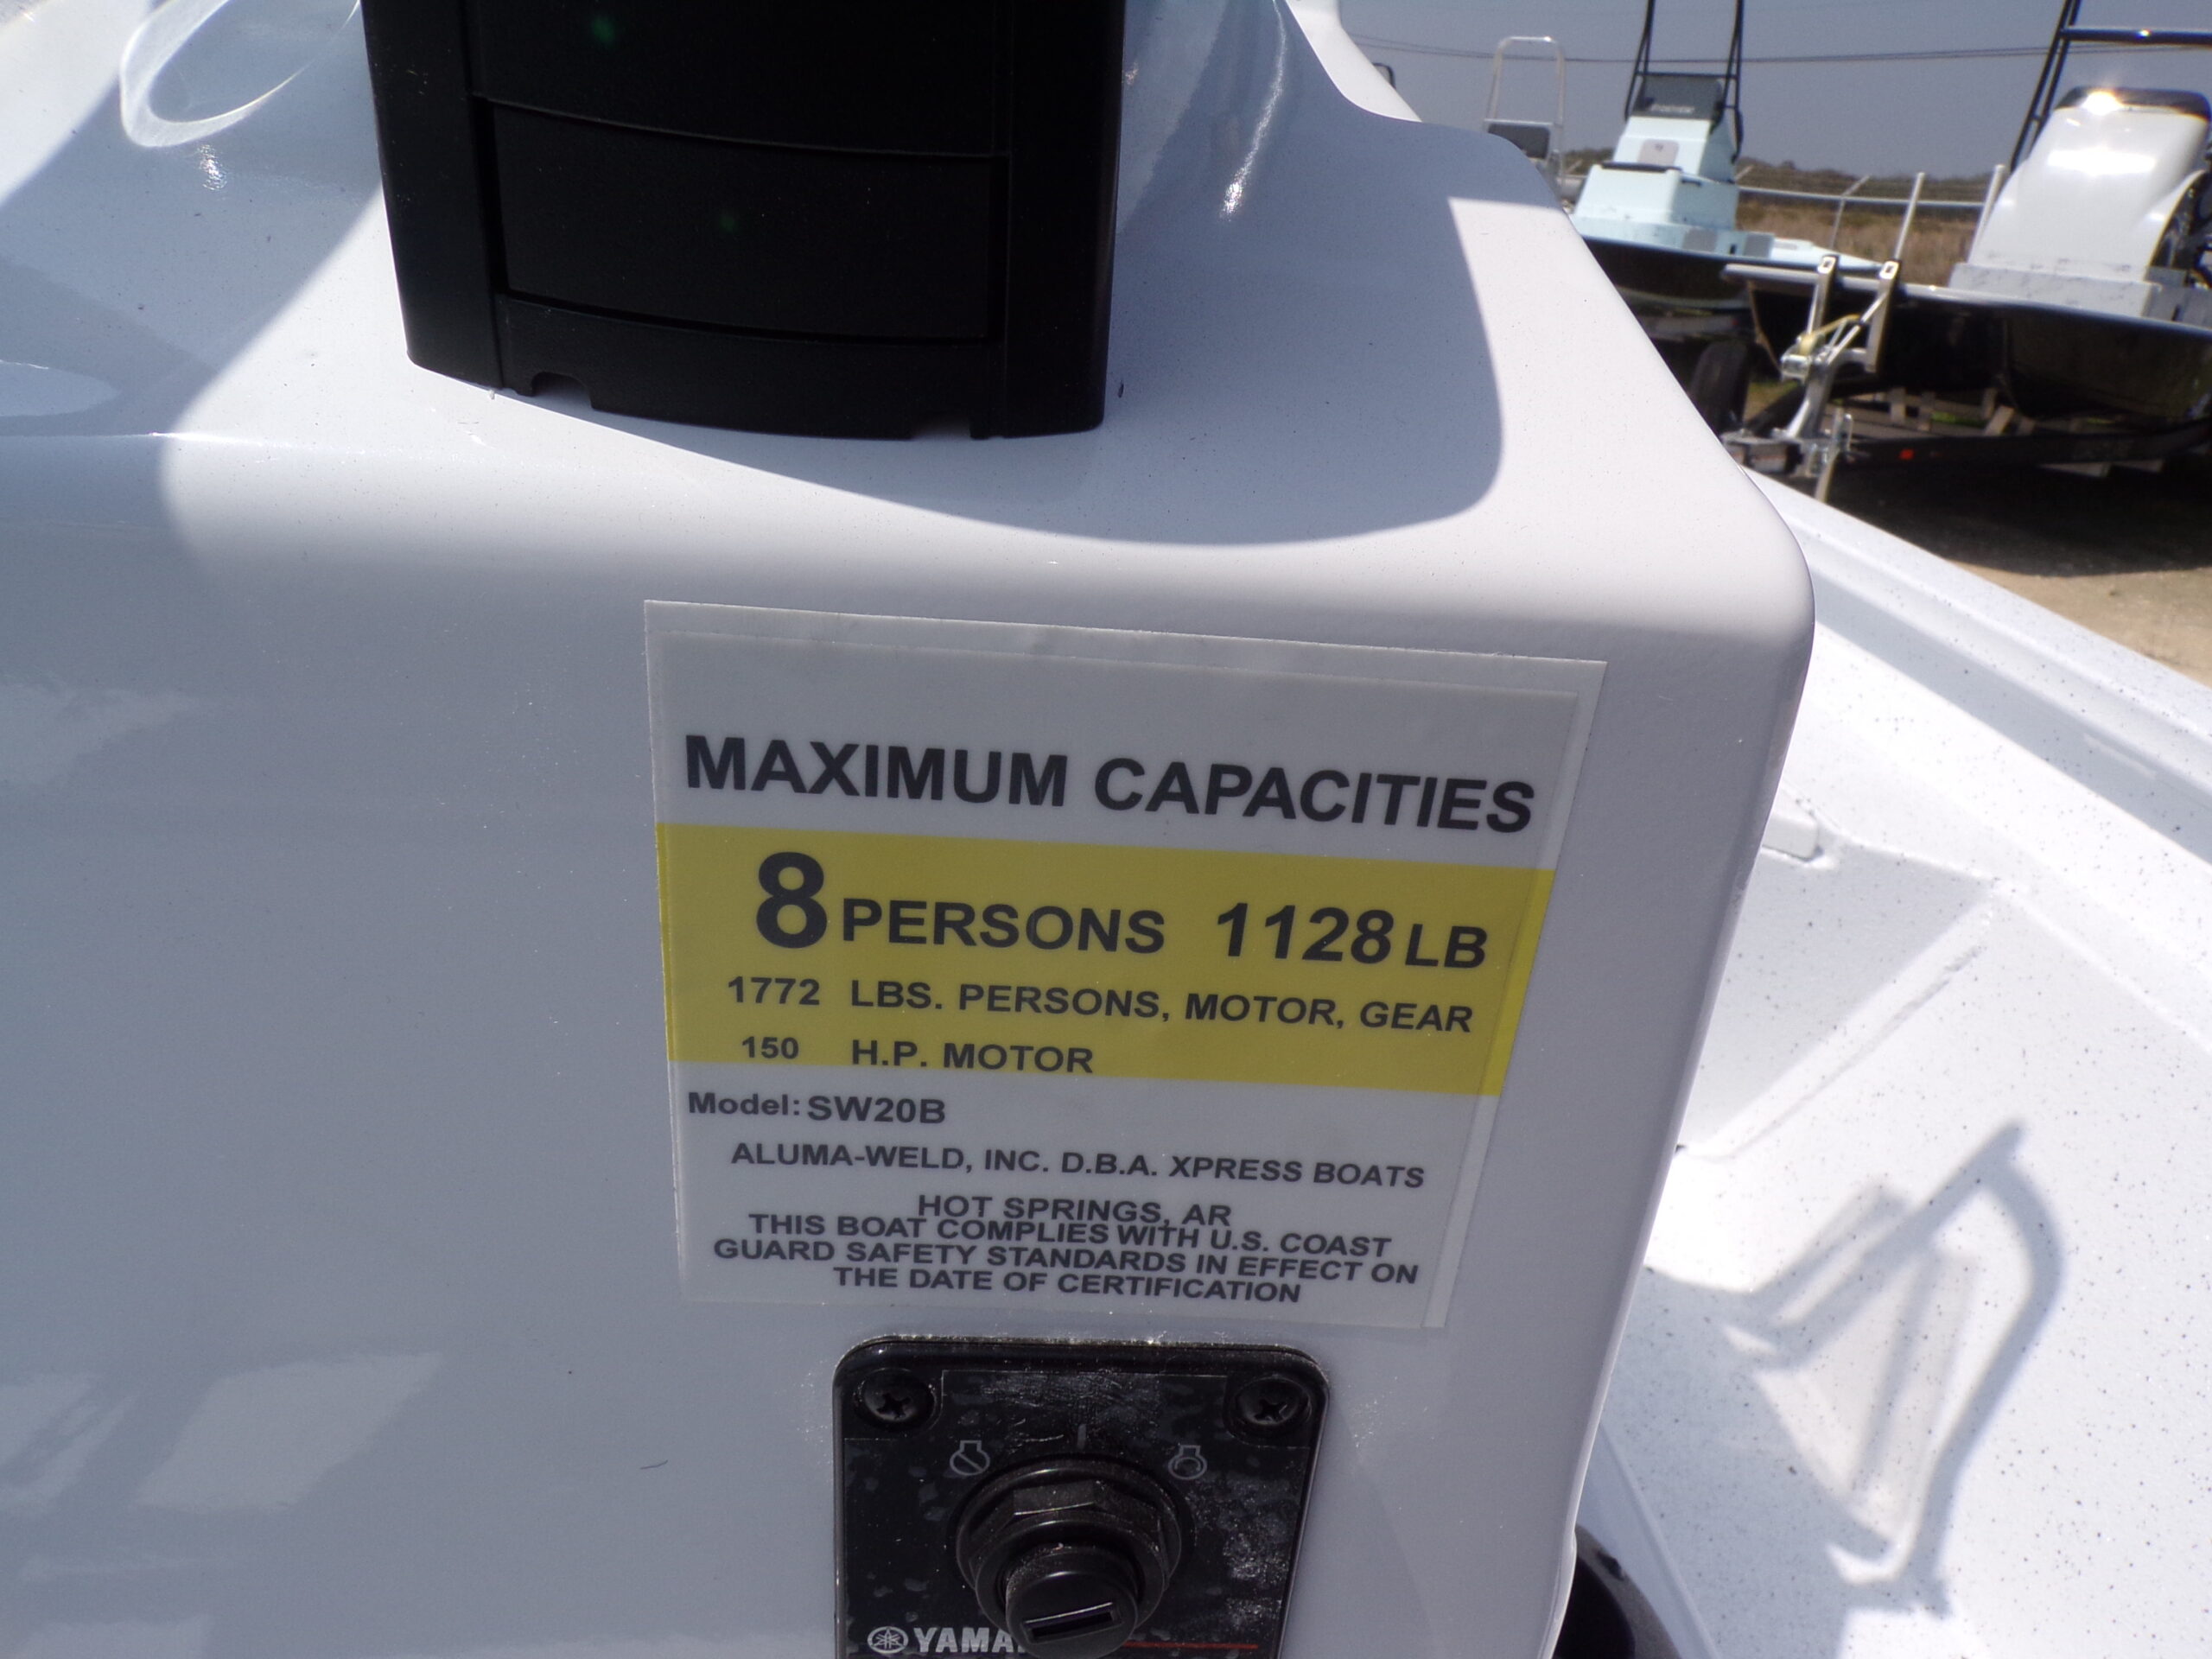 MAXIMUM CAPACITIES
8 PERSONS 1128 LB
1772 LBS. PERSONS, MOTOR, GEAR
150 H.P. MOTOR
Model: SW20B
ALUMA-WELD, INC. D.B.A. XPRESS BOATS
HOT SPRINGS, AR
THIS BOAT COMPLIES WITH U.S. COAST
GUARD SAFETY STANDARDS IN EFFECT ON
THE DATE OF CERTIFICATION